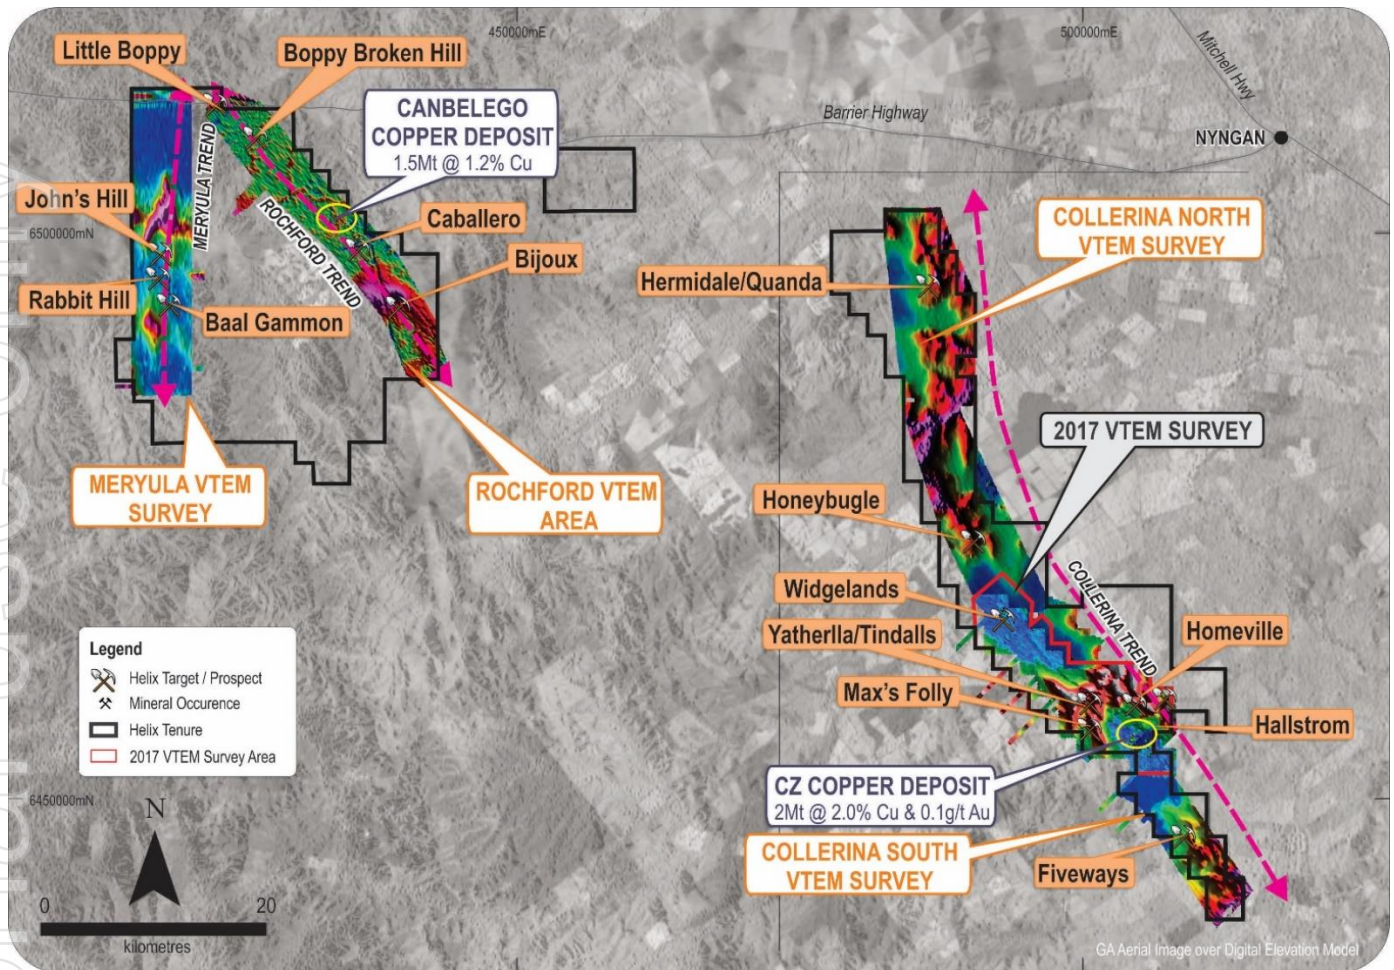 450000mE
500000mE
Mitchell Hwy
Little Boppy
Boppy Broken Hill
CANBELEGO
COPPER DEPOSIT
1.5Mt @ 1.2% Cu
Barrier Highway
NYNGAN
MERYULA TREND
John's Hill
6500000mN
ROCHFORD TREND
Caballero
Bijoux
COLLERINA NORTH
VTEM SURVEY
Hermidale/Quanda
Rabbit Hill
Baal Gammon
2017 VTEM SURVEY
MERYULA VTEM
SURVEY
ROCHFORD VTEM
AREA
Honeybugle
Widgelands
COLLERINA TREND
Yatherlla/Tindalls
Homeville
Max's Folly
Hallstrom
Legend
Helix Target / Prospect
Mineral Occurence
Helix Tenure
2017 VTEM Survey Area
CZ COPPER DEPOSIT
2Mt @ 2.0% Cu & 0.1g/t Au
6450000mN
COLLERINA SOUTH
VTEM SURVEY
Fiveways
N
0
20
kilometres
GA Aerial Image over Digital Elevation Model